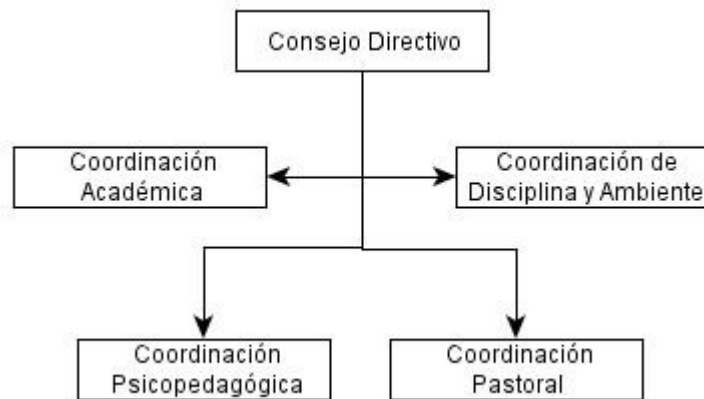 Consejo Directivo
Coordinación
Académica
Coordinación de
Disciplina y Ambiente
Coordinación
Psicopedagógica
Coordinación
Pastoral